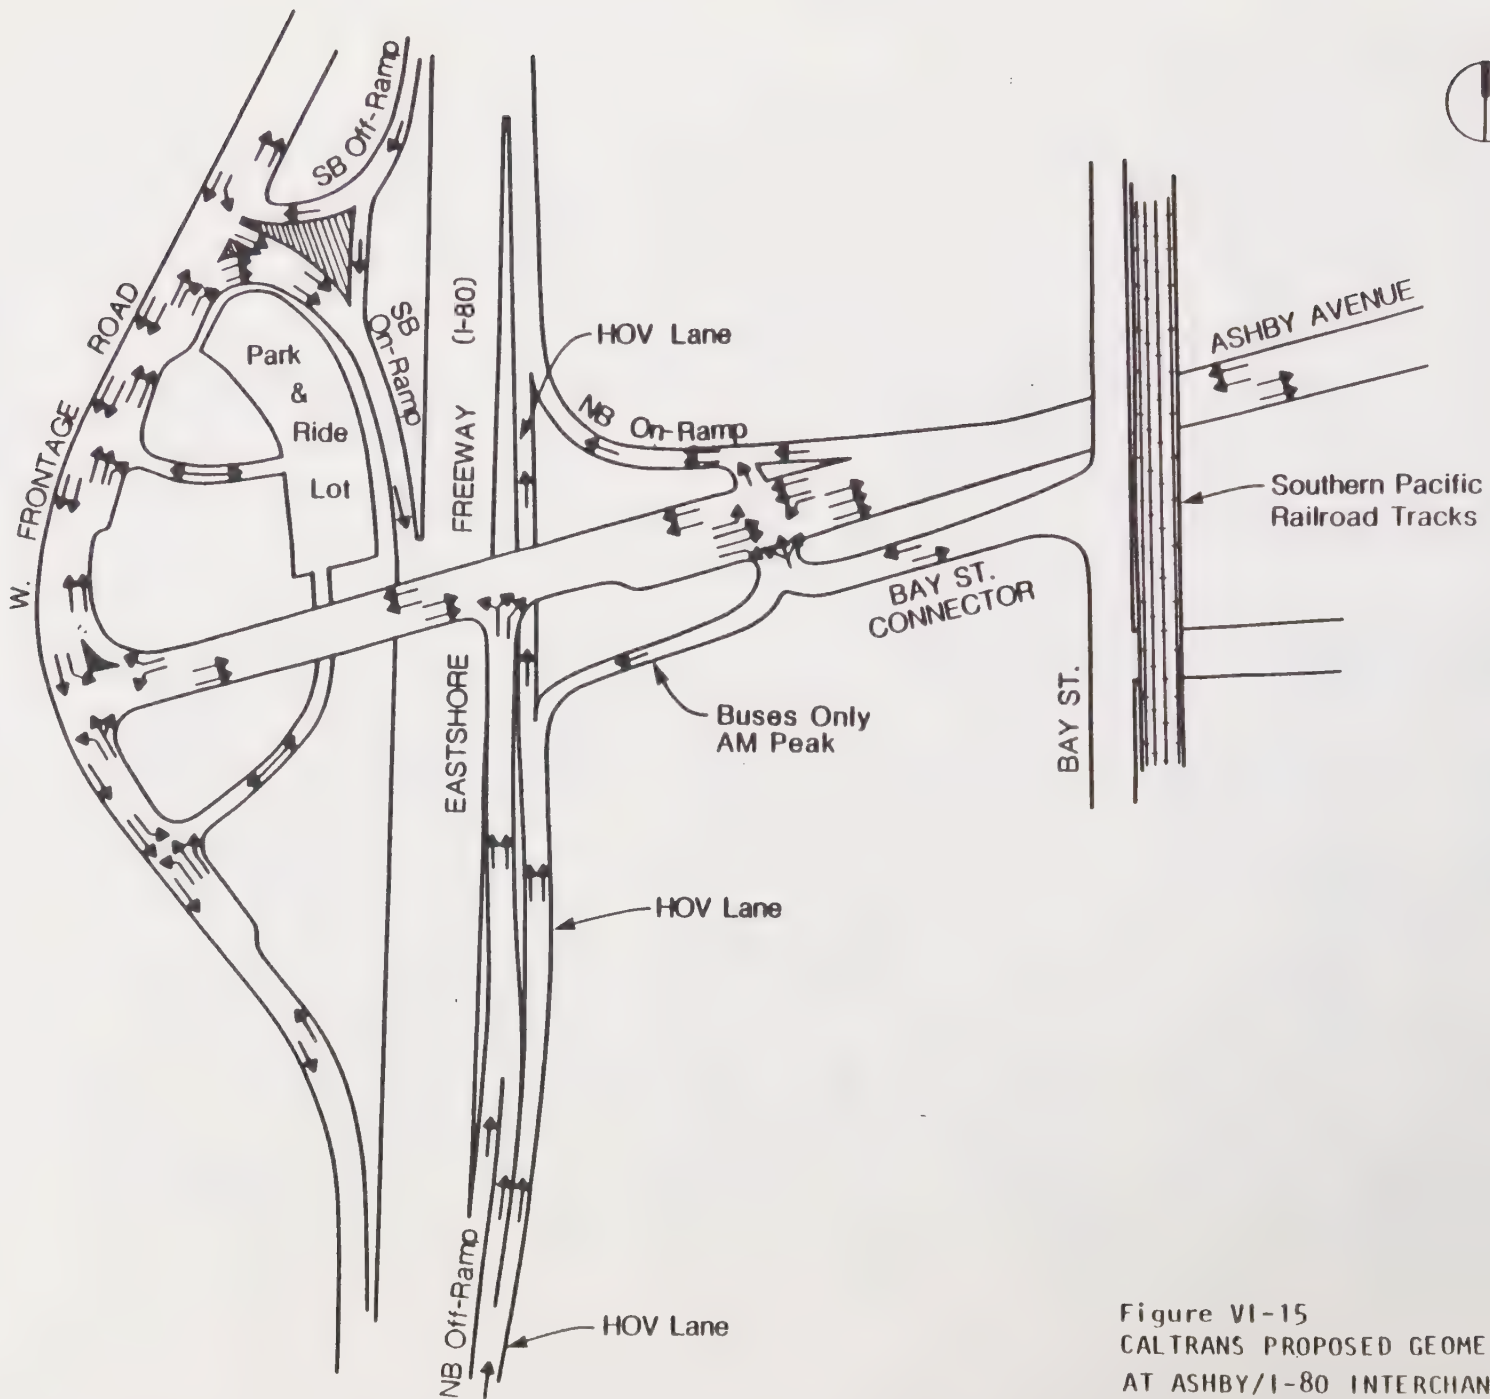 SB Off-Ramp
W. FRONTAGE ROAD
SB
On-Ramp
EASTSHORE FREEWAY (I-80)
HOV Lane
ASHBY AVENUE
Park
&
Ride
Lot
NB On-Ramp
Southern Pacific
Railroad Tracks
BAY ST.
CONNECTOR
BAY ST.
Buses Only
AM Peak
HOV Lane
NB Off-Ramp
HOV Lane
Figure VI-15
CALTRANS PROPOSED GEOME
AT ASHBY/I-80 INTERCHAN